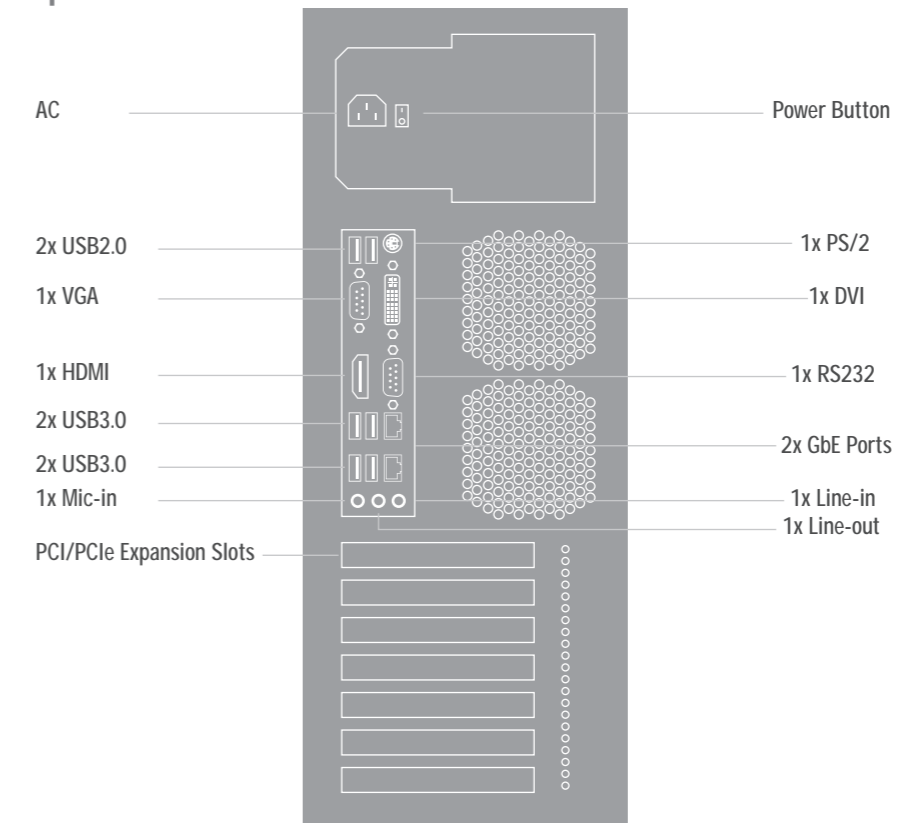 AC
Power Button
2x USB2.0
1x PS/2
1x VGA
1x DVI
1x HDMI
1x RS232
2x USB3.0
2x GbE Ports
2x USB3.0
1x Mic-in
1x Line-in
1x Line-out
PCI/PCIe Expansion Slots